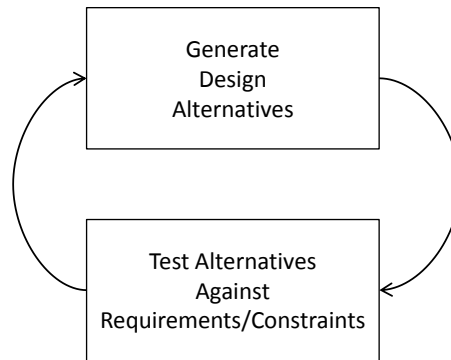 Generate
Design
Alternatives
Test Alternatives
Against
Requirements/Constraints